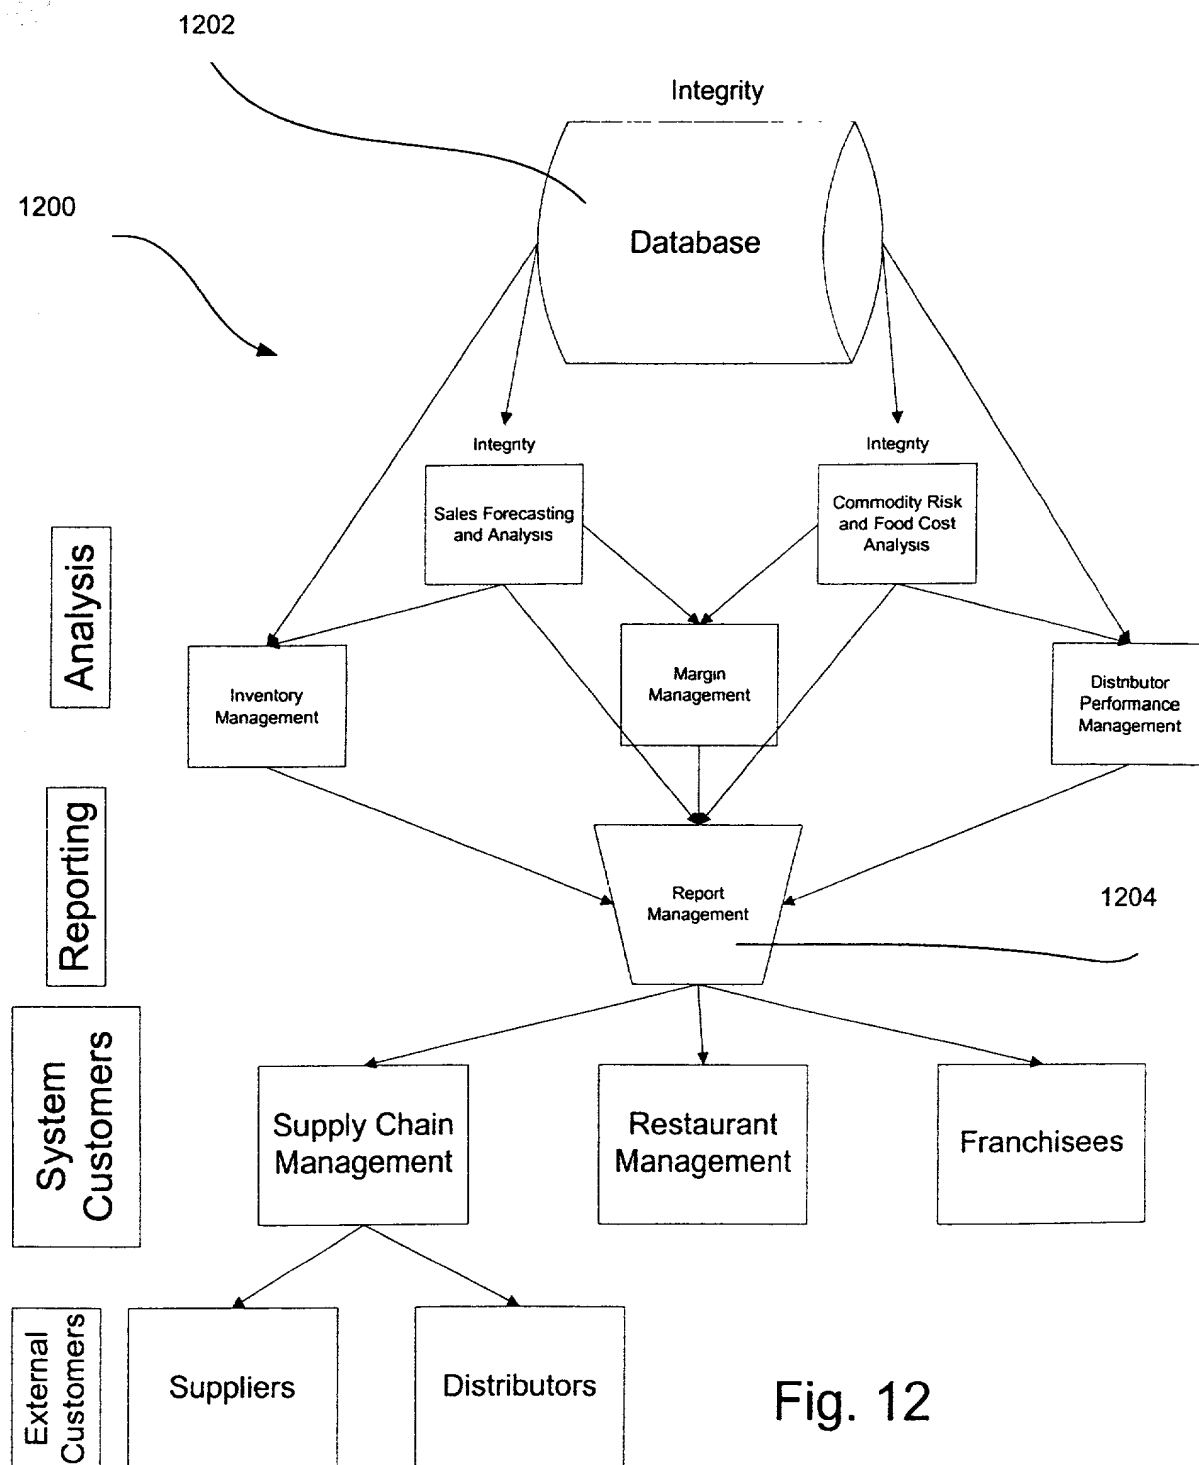 1202
Integrity
1200
Database
Integrity
Integrity
Sales Forecasting
and Analysis
Commodity Risk
and Food Cost
Analysis
Analysis
Inventory
Management
Margin
Management
Distributor
Performance
Management
Reporting
Report
Management
1204
System
Customers
Supply Chain
Management
Restaurant
Management
Franchisees
External
Customers
Suppliers
Distributors
Fig. 12